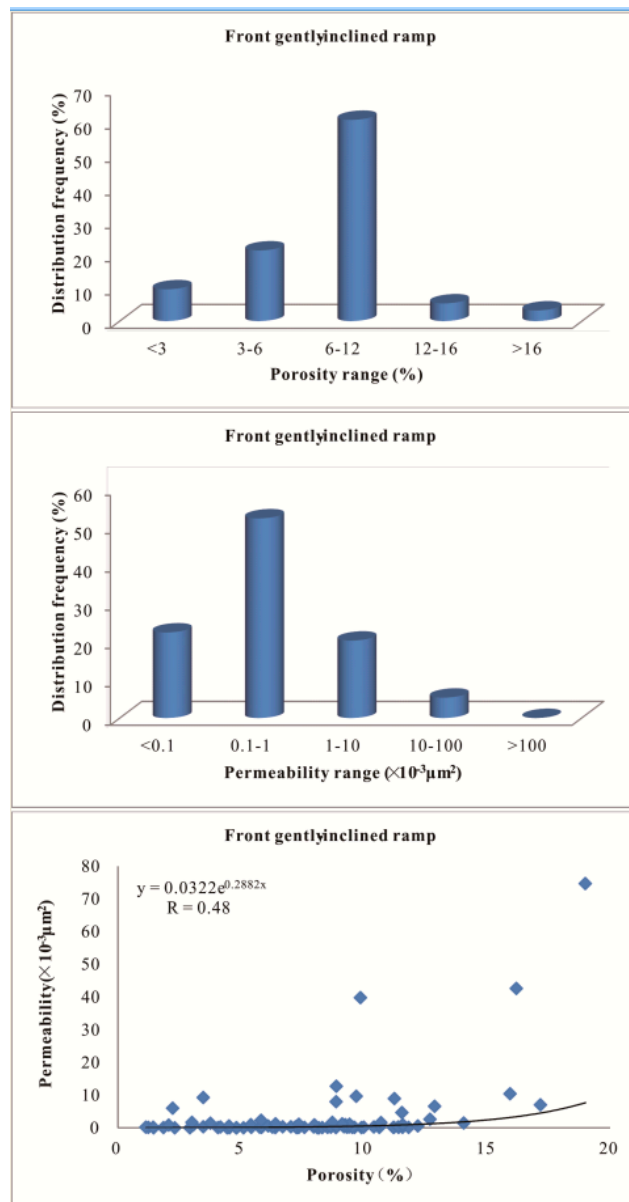 Front gentlyinclined ramp
Distribution frequency (%)
70
60
50
40
30
20
10
0
<3 3-6 6-12 12-16 >16
Porosity range (%)
Front gentlyinclined ramp
Distribution frequency (%)
60
50
40
30
20
10
0
<0.1 0.1-1 1-10 10-100 >100
Permeability range (×10⁻³μm²)
Front gentlyinclined ramp
Permeability(×10⁻³μm²)
80
70
60
50
40
30
20
10
0
y = 0.0322e^0.2882x
R = 0.48
0 5 10 15 20
Porosity（%）